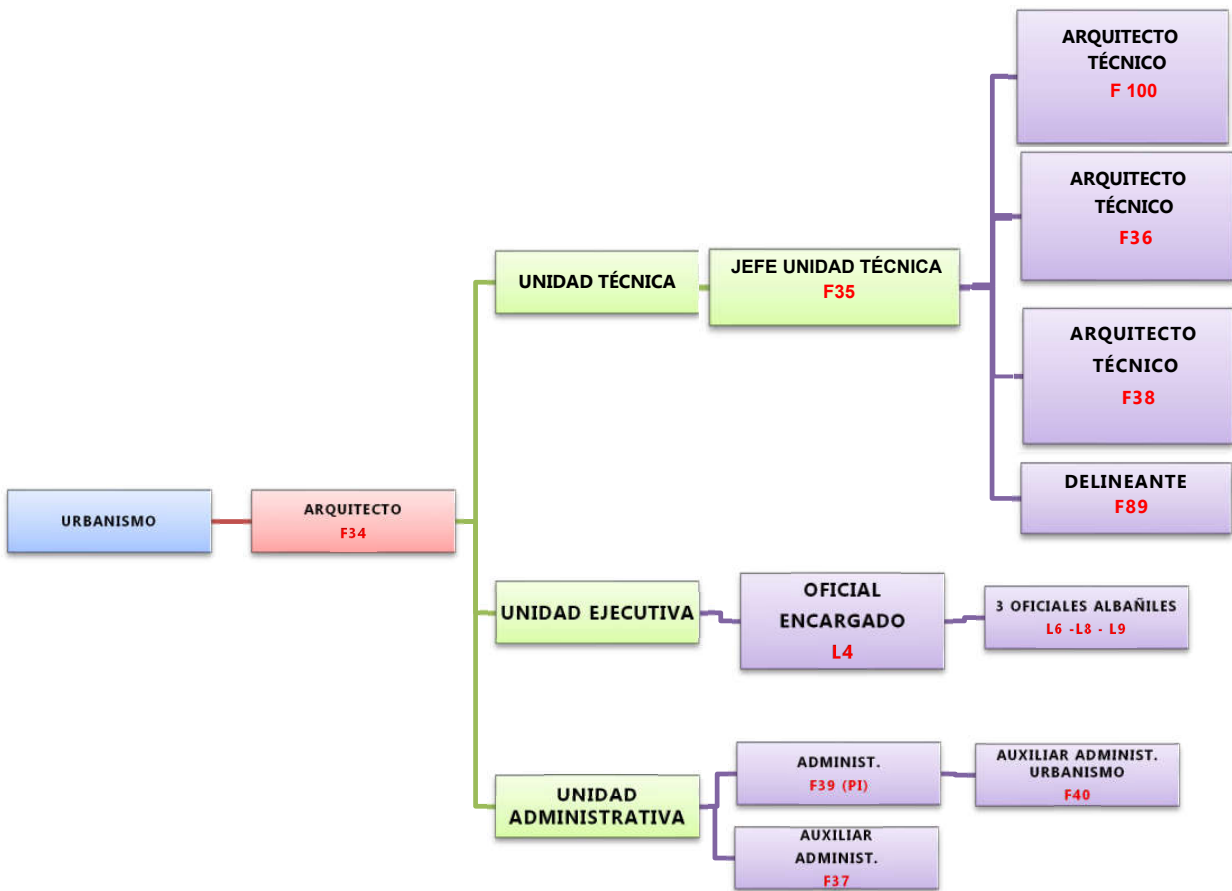 URBANISMO
ARQUITECTO
F34
UNIDAD TÉCNICA
JEFE UNIDAD TÉCNICA
F35
ARQUITECTO
TÉCNICO
F 100
ARQUITECTO
TÉCNICO
F36
ARQUITECTO
TÉCNICO
F38
DELINEANTE
F89
UNIDAD EJECUTIVA
OFICIAL
ENCARGADO
L4
3 OFICIALES ALBAÑILES
L6 -L8 - L9
UNIDAD
ADMINISTRATIVA
ADMINIST.
F39 (PI)
AUXILIAR ADMINIST.
URBANISMO
F40
AUXILIAR
ADMINIST.
F37